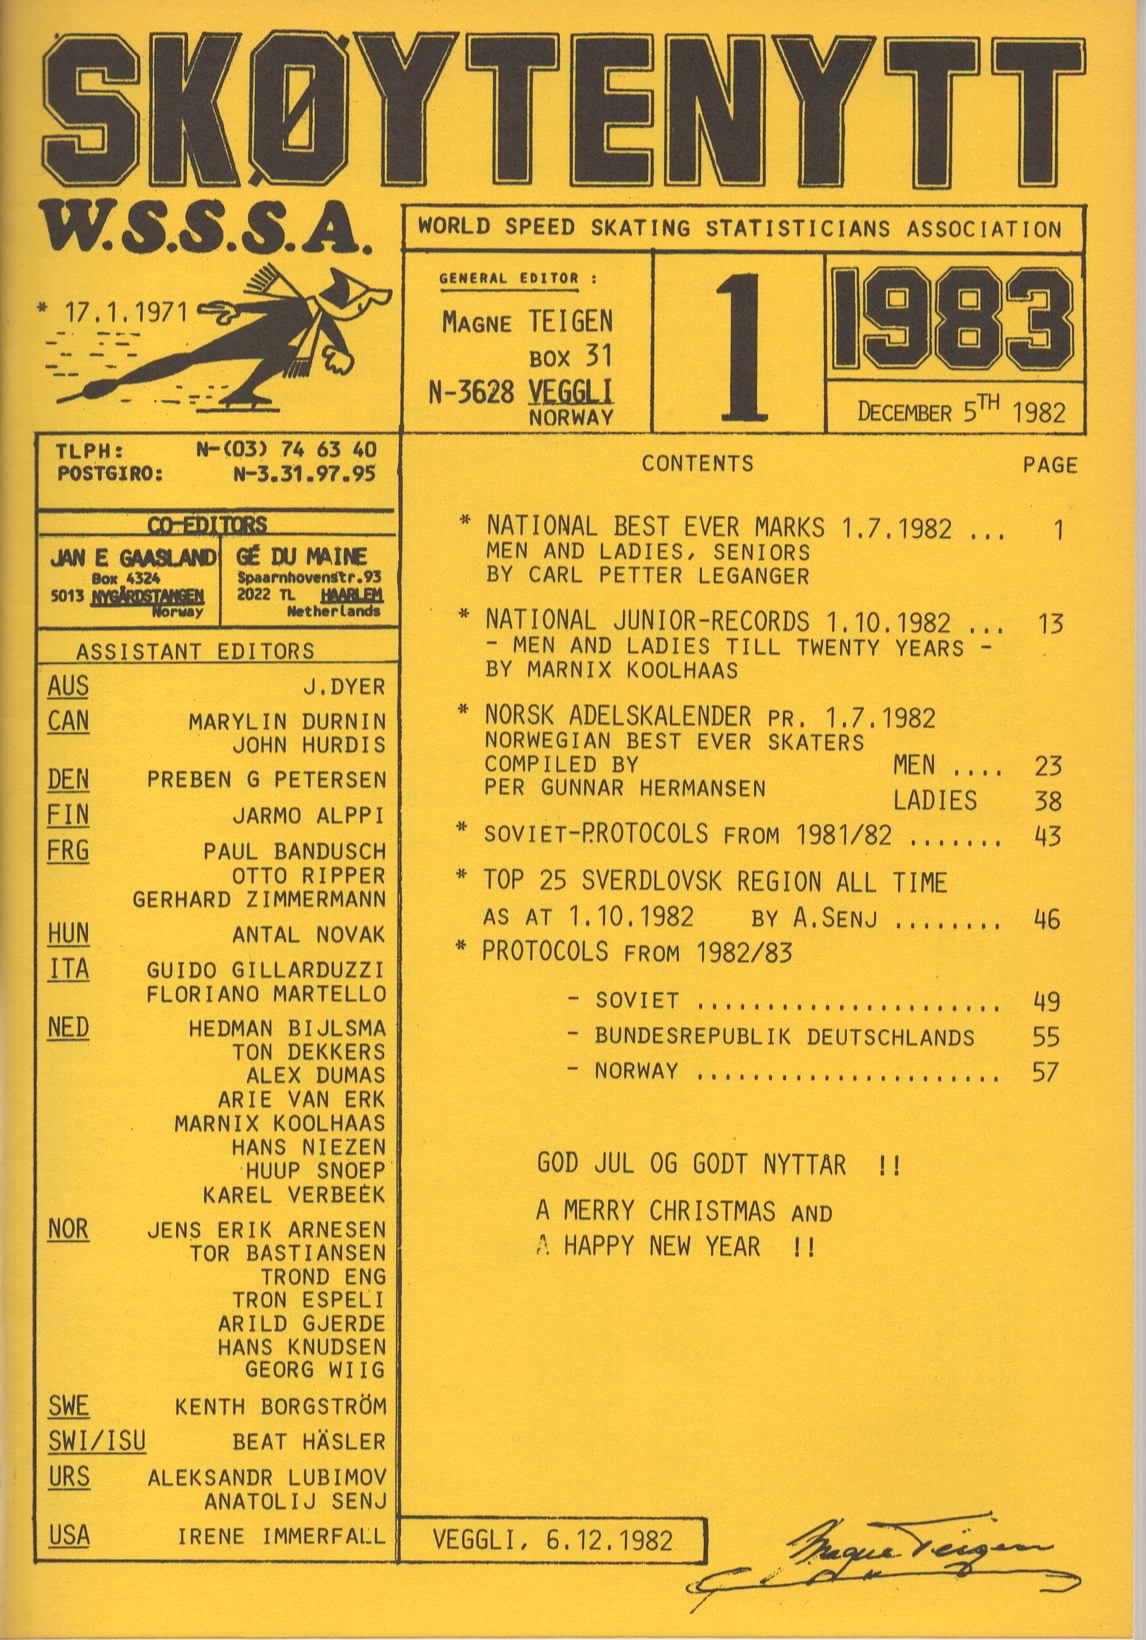 SKØYTENYTT
W.S.S.S.A.
* 17.1.1971
WORLD SPEED SKATING STATISTICIANS ASSOCIATION
GENERAL EDITOR :
MAGNE TEIGEN
BOX 31
N-3628 VEGGLI
NORWAY
1
1983
DECEMBER 5TH 1982
TLPH: N-(03) 74 63 40
POSTGIRO: N-3.31.97.95
CO-EDITORS
JAN E GAASLAND
Box 4324
5013 NYGÅRDSTANGEN
Norway
GÉ DU MAINE
Spaarnhovenstr.93
2022 TL HAARLEM
Netherlands
ASSISTANT EDITORS
AUS J.DYER
CAN MARYLIN DURNIN
JOHN HURDIS
DEN PREBEN G PETERSEN
FIN JARMO ALPPI
FRG PAUL BANDUSCH
OTTO RIPPER
GERHARD ZIMMERMANN
HUN ANTAL NOVAK
ITA GUIDO GILLARDUZZI
FLORIANO MARTELLO
NED HEDMAN BIJLSMA
TON DEKKERS
ALEX DUMAS
ARIE VAN ERK
MARNIX KOOLHAAS
HANS NIEZEN
HUUP SNOEP
KAREL VERBEEK
NOR JENS ERIK ARNESEN
TOR BASTIANSEN
TROND ENG
TRON ESPELI
ARILD GJERDE
HANS KNUDSEN
GEORG WIIG
SWE KENTH BORGSTRÖM
SWI/ISU BEAT HÄSLER
URS ALEKSANDR LUBIMOV
ANATOLIJ SENJ
USA IRENE IMMERFALL
CONTENTS PAGE
* NATIONAL BEST EVER MARKS 1.7.1982 ... 1
MEN AND LADIES, SENIORS
BY CARL PETTER LEGANGER
* NATIONAL JUNIOR-RECORDS 1.10.1982 ... 13
- MEN AND LADIES TILL TWENTY YEARS -
BY MARNIX KOOLHAAS
* NORSK ADELSKALENDER PR. 1.7.1982
NORWEGIAN BEST EVER SKATERS
COMPILED BY MEN .... 23
PER GUNNAR HERMANSEN LADIES 38
* SOVIET-PROTOCOLS FROM 1981/82 ....... 43
* TOP 25 SVERDLOVSK REGION ALL TIME
AS AT 1.10.1982 BY A.SENJ ........ 46
* PROTOCOLS FROM 1982/83
- SOVIET ...................... 49
- BUNDESREPUBLIK DEUTSCHLANDS 55
- NORWAY ...................... 57
GOD JUL OG GODT NYTTAR !!
A MERRY CHRISTMAS AND
A HAPPY NEW YEAR !!
VEGGLI, 6.12.1982
Magne Teigen